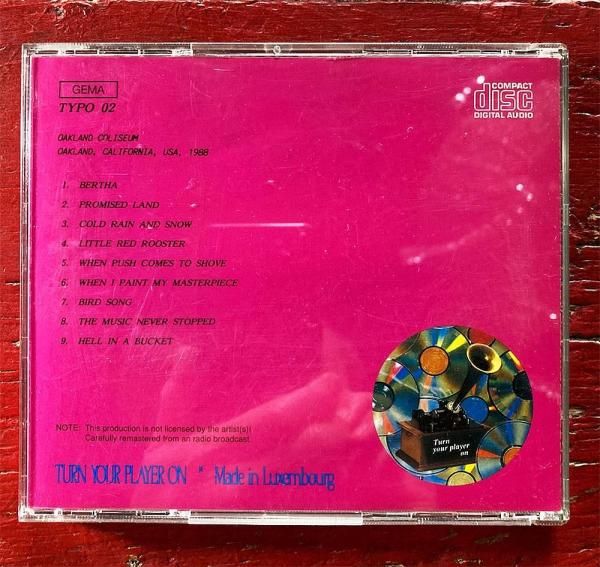 GEMA
TYPO 02
COMPACT
disc
DIGITAL AUDIO
OAKLAND COLISEUM
OAKLAND, CALIFORNIA, USA, 1988
1. BERTHA
2. PROMISED LAND
3. COLD RAIN AND SNOW
4. LITTLE RED ROOSTER
5. WHEN PUSH COMES TO SHOVE
6. WHEN I PAINT MY MASTERPIECE
7. BIRD SONG
8. THE MUSIC NEVER STOPPED
9. HELL IN A BUCKET
NOTE: This production is not licensed by the artist(s)!
Carefully remastered from an radio broadcast.
TURN YOUR PLAYER ON * Made in Luxembourg
Turn
your player
on